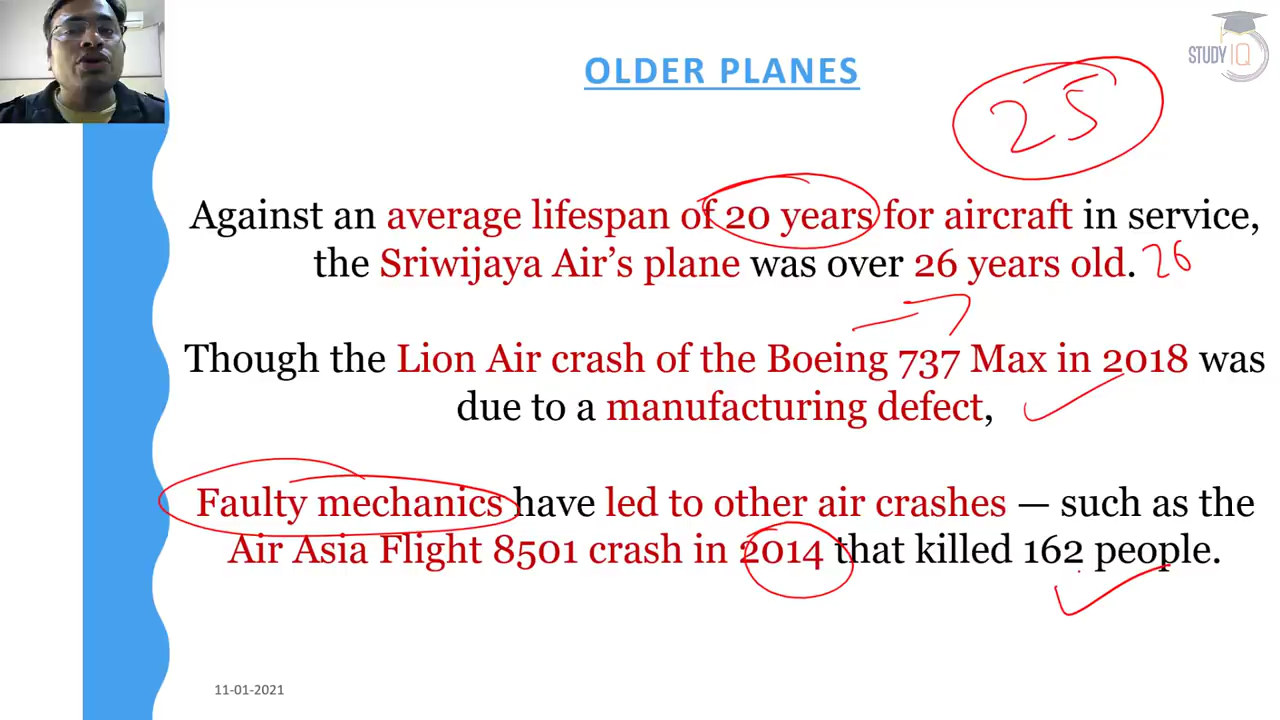 STUDY IQ
OLDER PLANES
25
Against an average lifespan of 20 years for aircraft in service,
the Sriwijaya Air’s plane was over 26 years old. 26
Though the Lion Air crash of the Boeing 737 Max in 2018 was
due to a manufacturing defect,
Faulty mechanics have led to other air crashes — such as the
Air Asia Flight 8501 crash in 2014 that killed 162 people.
11-01-2021